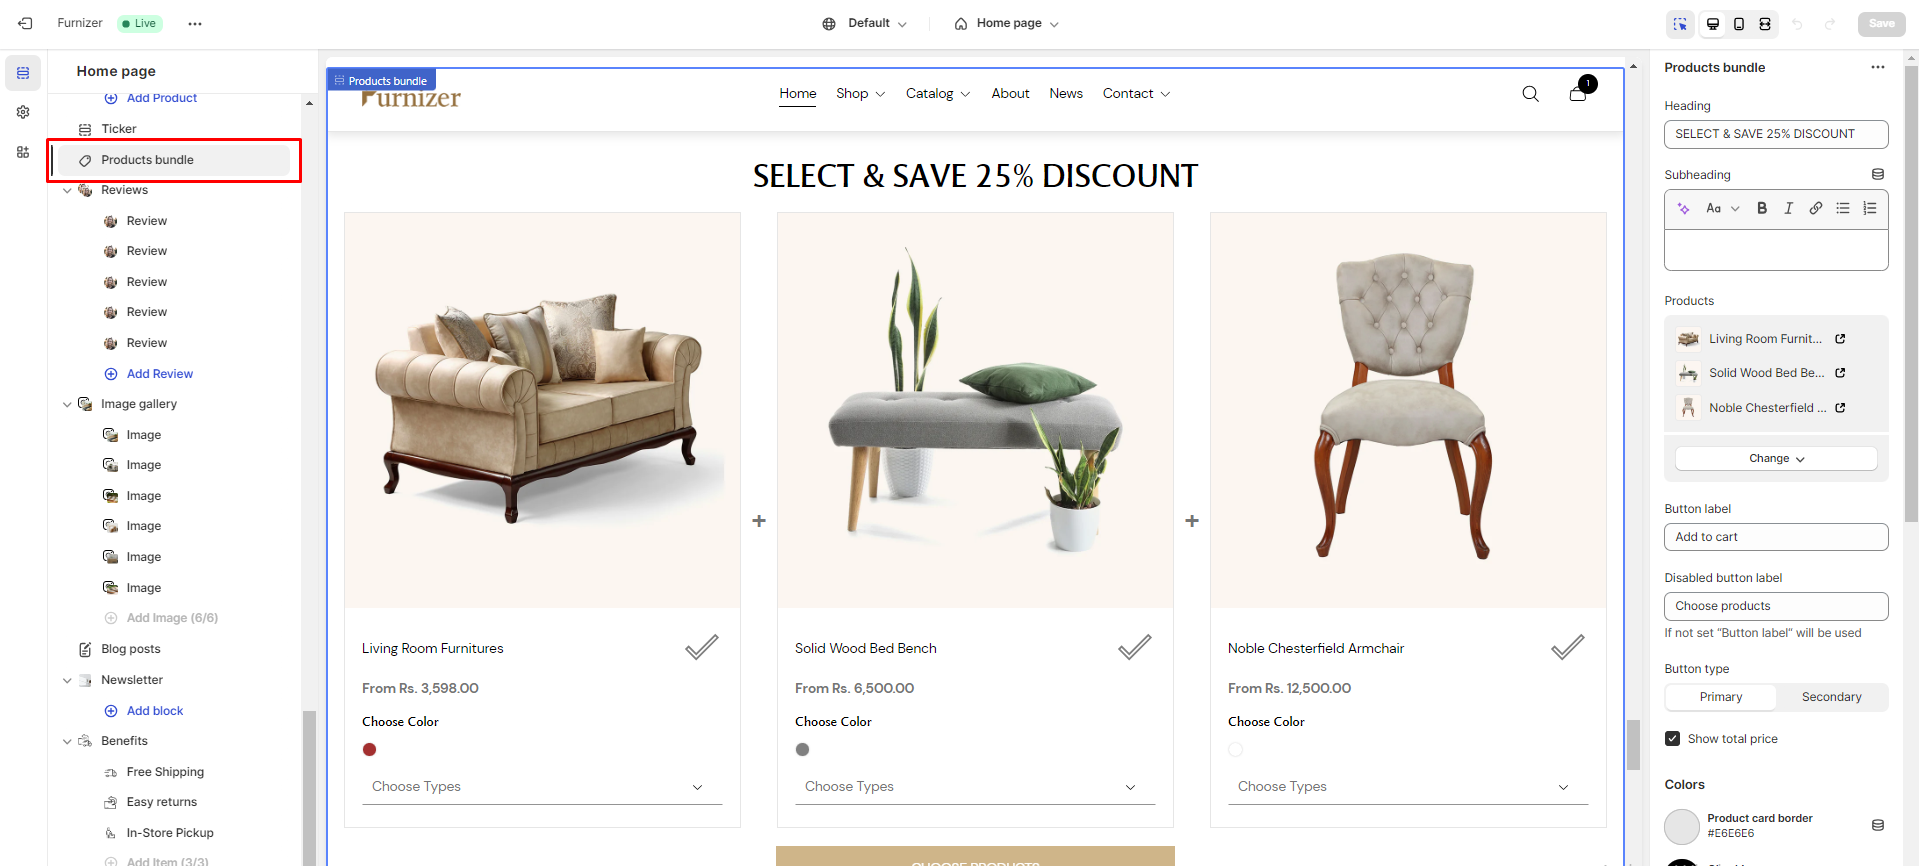 Furnizer
Live
Default
Home page
Save
Home page
Add Product
Ticker
Products bundle
Reviews
Review
Review
Review
Review
Review
Add Review
Image gallery
Image
Image
Image
Image
Image
Image
Add Image (6/6)
Blog posts
Newsletter
Add block
Benefits
Free Shipping
Easy returns
In-Store Pickup
Add Item (3/3)
Products bundle
Furnizer
Home Shop Catalog About News Contact
1
SELECT & SAVE 25% DISCOUNT
+
+
Living Room Furnitures
From Rs. 3,598.00
Choose Color
Choose Types
Solid Wood Bed Bench
From Rs. 6,500.00
Choose Color
Choose Types
Noble Chesterfield Armchair
From Rs. 12,500.00
Choose Color
Choose Types
CHOOSE PRODUCTS
Products bundle
Heading
SELECT & SAVE 25% DISCOUNT
Subheading
Aa B I
Products
Living Room Furnit...
Solid Wood Bed Be...
Noble Chesterfield ...
Change
Button label
Add to cart
Disabled button label
Choose products
If not set “Button label” will be used
Button type
Primary Secondary
Show total price
Colors
Product card border
#E6E6E6